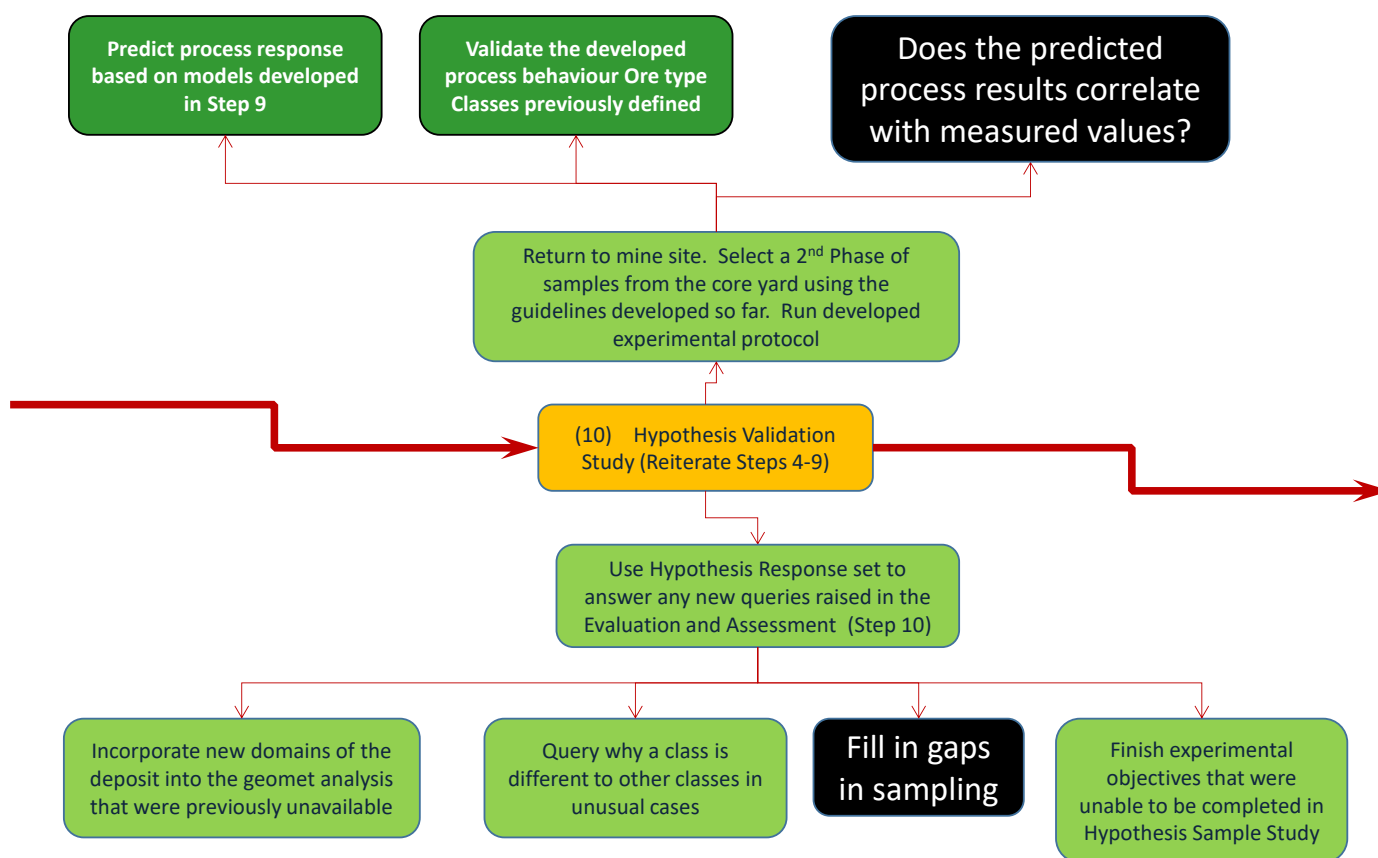 Predict process response
based on models developed
in Step 9
Validate the developed
process behaviour Ore type
Classes previously defined
Does the predicted
process results correlate
with measured values?
Return to mine site.  Select a 2nd Phase of
samples from the core yard using the
guidelines developed so far.  Run developed
experimental protocol
(10)    Hypothesis Validation
Study (Reiterate Steps 4-9)
Use Hypothesis Response set to
answer any new queries raised in the
Evaluation and Assessment  (Step 10)
Incorporate new domains of the
deposit into the geomet analysis
that were previously unavailable
Query why a class is
different to other classes in
unusual cases
Fill in gaps
in sampling
Finish experimental
objectives that were
unable to be completed in
Hypothesis Sample Study